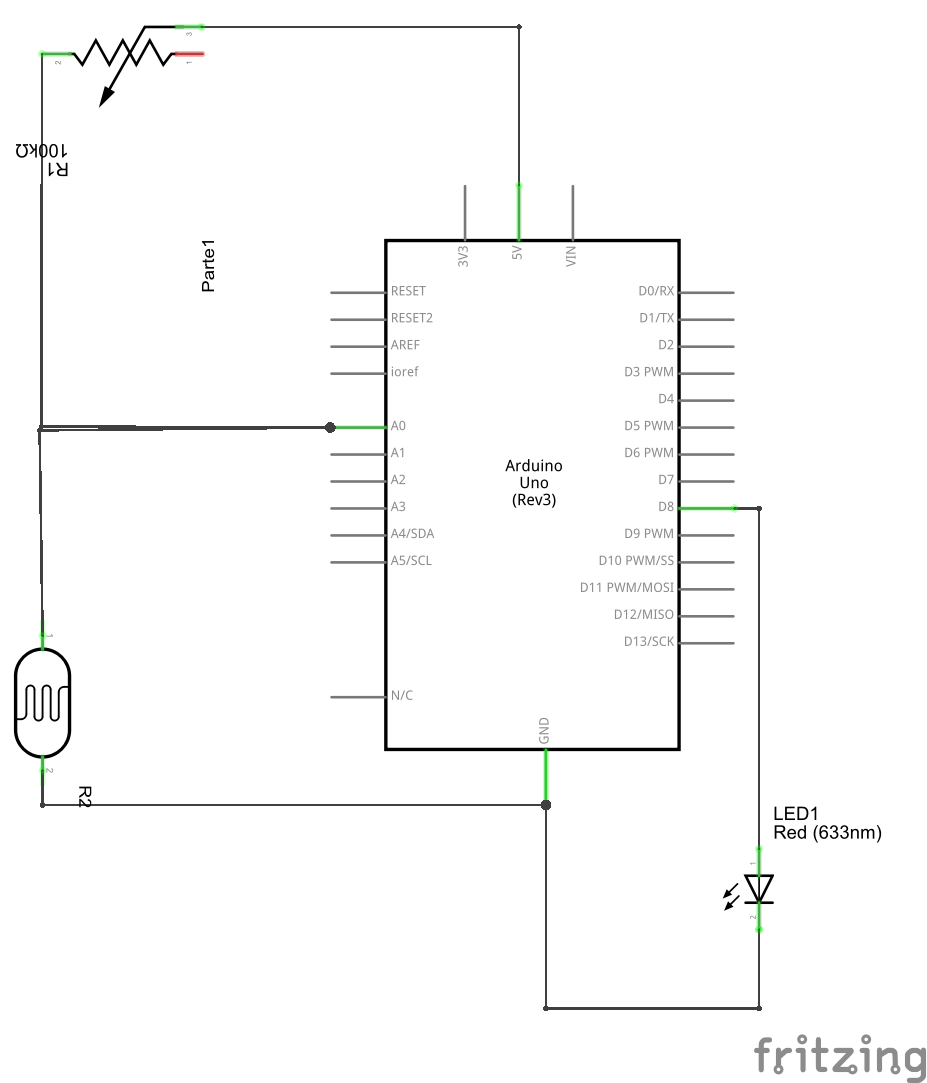 3
2
1
100kΩ
R1
Parte1
3V3
5V
VIN
RESET
D0/RX
RESET2
D1/TX
AREF
D2
ioref
D3 PWM
D4
A0
D5 PWM
A1
D6 PWM
Arduino
Uno
(Rev3)
A2
D7
A3
D8
A4/SDA
D9 PWM
A5/SCL
D10 PWM/SS
D11 PWM/MOSI
D12/MISO
D13/SCK
1
N/C
GND
2
R2
LED1
Red (633nm)
1
2
fritzing